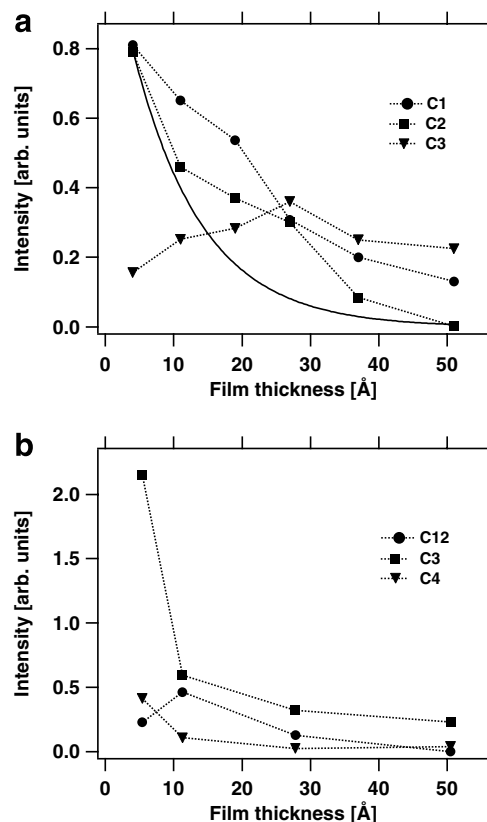 a
0.8
0.6
0.4
0.2
0.0
Intensity [arb. units]
C1
C2
C3
0 10 20 30 40 50
Film thickness [Å]
b
2.0
1.5
1.0
0.5
0.0
Intensity [arb. units]
C12
C3
C4
0 10 20 30 40 50
Film thickness [Å]